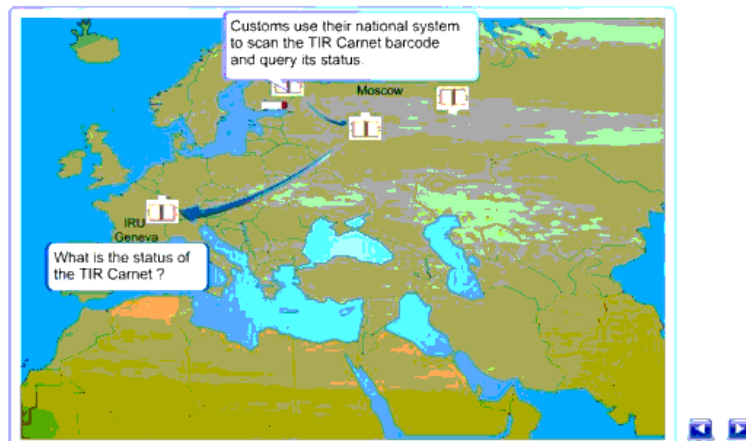 Customs use their national system
to scan the TIR Carnet barcode
and query its status.
Moscow
IRU
Geneva
What is the status of
the TIR Carnet ?